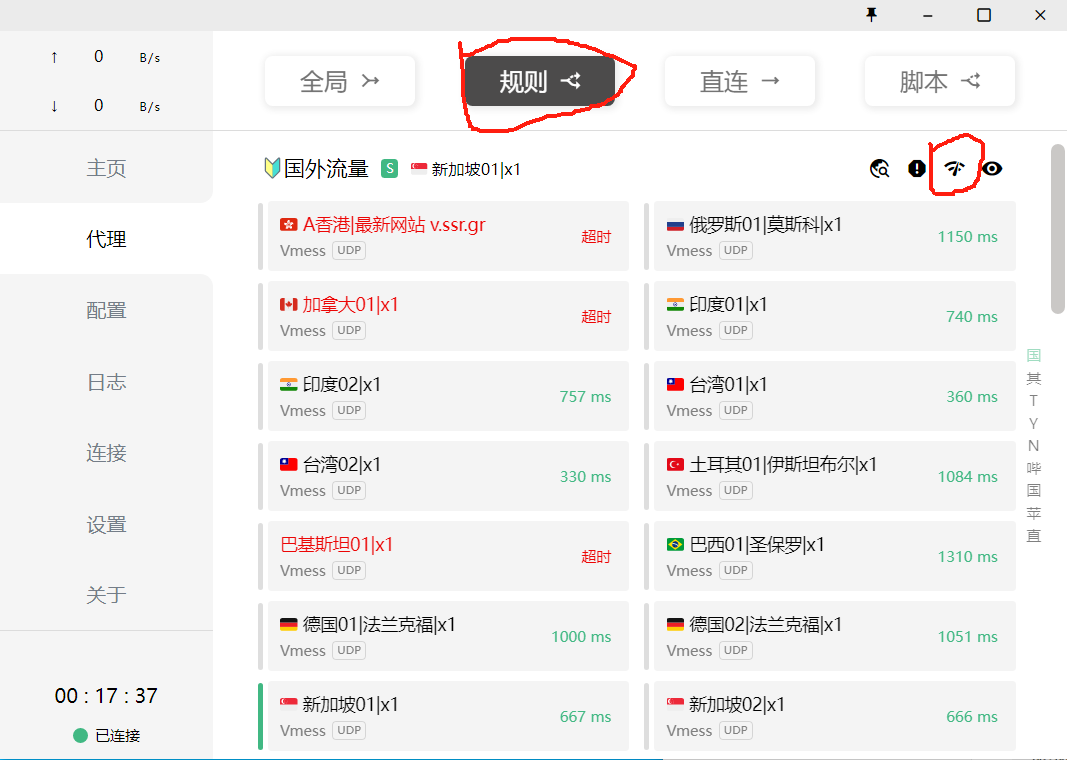 ↑ 0 B/s
↓ 0 B/s
全局
规则
直连 →
脚本
主页
代理
配置
日志
连接
设置
关于
00 : 17 : 37
已连接
国外流量 S 新加坡01|x1
A香港|最新网站 v.ssr.gr
Vmess UDP
超时
俄罗斯01|莫斯科|x1
Vmess UDP
1150 ms
加拿大01|x1
Vmess UDP
超时
印度01|x1
Vmess UDP
740 ms
印度02|x1
Vmess UDP
757 ms
台湾01|x1
Vmess UDP
360 ms
台湾02|x1
Vmess UDP
330 ms
土耳其01|伊斯坦布尔|x1
Vmess UDP
1084 ms
巴基斯坦01|x1
Vmess UDP
超时
巴西01|圣保罗|x1
Vmess UDP
1310 ms
德国01|法兰克福|x1
Vmess UDP
1000 ms
德国02|法兰克福|x1
Vmess UDP
1051 ms
新加坡01|x1
Vmess UDP
667 ms
新加坡02|x1
Vmess UDP
666 ms
国
其
T
Y
N
哔
国
苹
直